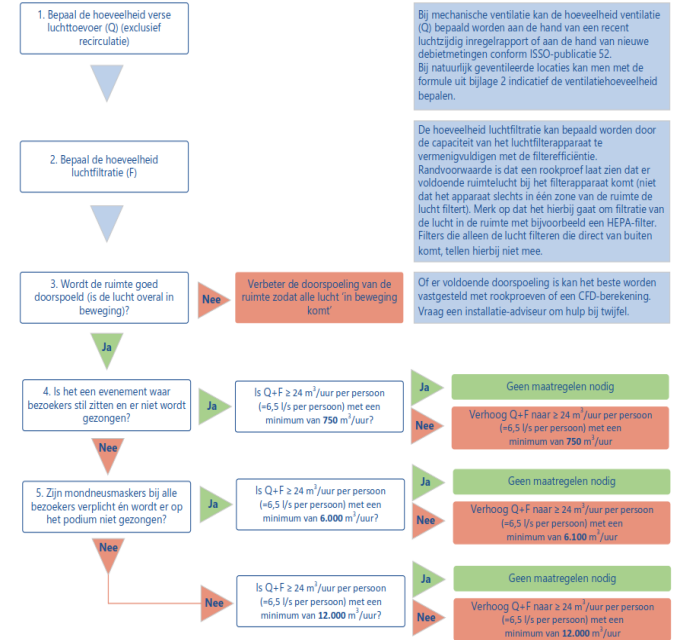 1. Bepaal de hoeveelheid verse
luchttoevoer (Q) (exclusief
recirculatie)
Bij mechanische ventilatie kan de hoeveelheid ventilatie
(Q) bepaald worden aan de hand van een recent
luchtzijdig inregelrapport of aan de hand van nieuwe
debietmetingen conform ISSO-publicatie 52.
Bij natuurlijk geventileerde locaties kan men met de
formule uit bijlage 2 indicatief de ventilatiehoeveelheid
bepalen.
2. Bepaal de hoeveelheid
luchtfiltratie (F)
De hoeveelheid luchtfiltratie kan bepaald worden door
de capaciteit van het luchtfilterapparaat te
vermenigvuldigen met de filterefficiëntie.
Randvoorwaarde is dat een rookproef laat zien dat er
voldoende ruimtelucht bij het filterapparaat komt (niet
dat het apparaat slechts in één zone van de ruimte de
lucht filtert). Merk op dat het hierbij gaat om filtratie van
de lucht in de ruimte met bijvoorbeeld een HEPA-filter.
Filters die alleen de lucht filteren die direct van buiten
komt, tellen hierbij niet mee.
3. Wordt de ruimte goed
doorspoeld (is de lucht overal in
beweging)?
Nee
Verbeter de doorspoeling van de
ruimte zodat alle lucht 'in beweging
komt'
Of er voldoende doorspoeling is kan het beste worden
vastgesteld met rookproeven of een CFD-berekening.
Vraag een installatie-adviseur om hulp bij twijfel.
Ja
4. Is het een evenement waar
bezoekers stil zitten en er niet wordt
gezongen?
Ja
Is Q+F ≥ 24 m³/uur per persoon
(=6,5 l/s per persoon) met een
minimum van 750 m³/uur?
Ja
Geen maatregelen nodig
Nee
Verhoog Q+F naar ≥ 24 m³/uur per persoon
(=6,5 l/s per persoon) met een
minimum van 750 m³/uur
Nee
5. Zijn mondneusmaskers bij alle
bezoekers verplicht én wordt er op
het podium niet gezongen?
Ja
Is Q+F ≥ 24 m³/uur per persoon
(=6,5 l/s per persoon) met een
minimum van 6.000 m³/uur?
Ja
Geen maatregelen nodig
Nee
Verhoog Q+F naar ≥ 24 m³/uur per persoon
(=6,5 l/s per persoon) met een
minimum van 6.100 m³/uur
Nee
Nee
Is Q+F ≥ 24 m³/uur per persoon
(=6,5 l/s per persoon) met een
minimum van 12.000 m³/uur?
Ja
Geen maatregelen nodig
Nee
Verhoog Q+F naar ≥ 24 m³/uur per persoon
(=6,5 l/s per persoon) met een
minimum van 12.000 m³/uur